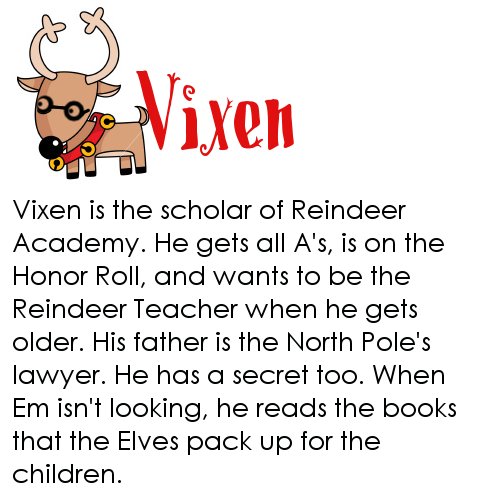 Vixen
Vixen is the scholar of Reindeer
Academy. He gets all A's, is on the
Honor Roll, and wants to be the
Reindeer Teacher when he gets
older. His father is the North Pole's
lawyer. He has a secret too. When
Em isn't looking, he reads the books
that the Elves pack up for the
children.